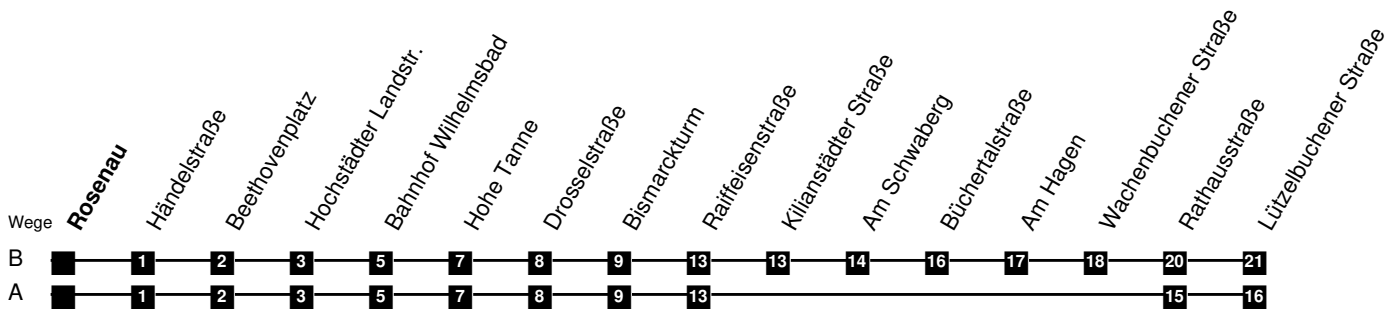 Rosenau
Händelstraße
Beethovenplatz
Hochstädter Landstr.
Bahnhof Wilhelmsbad
Hohe Tanne
Drosselstraße
Bismarckturm
Raiffeisenstraße
Kilianstädter Straße
Am Schwaberg
Büchertalstraße
Am Hagen
Wachenbuchener Straße
Rathausstraße
Lützelbuchener Straße
Wege
B 1 2 3 5 7 8 9 13 13 14 16 17 18 20 21
A 1 2 3 5 7 8 9 13 15 16